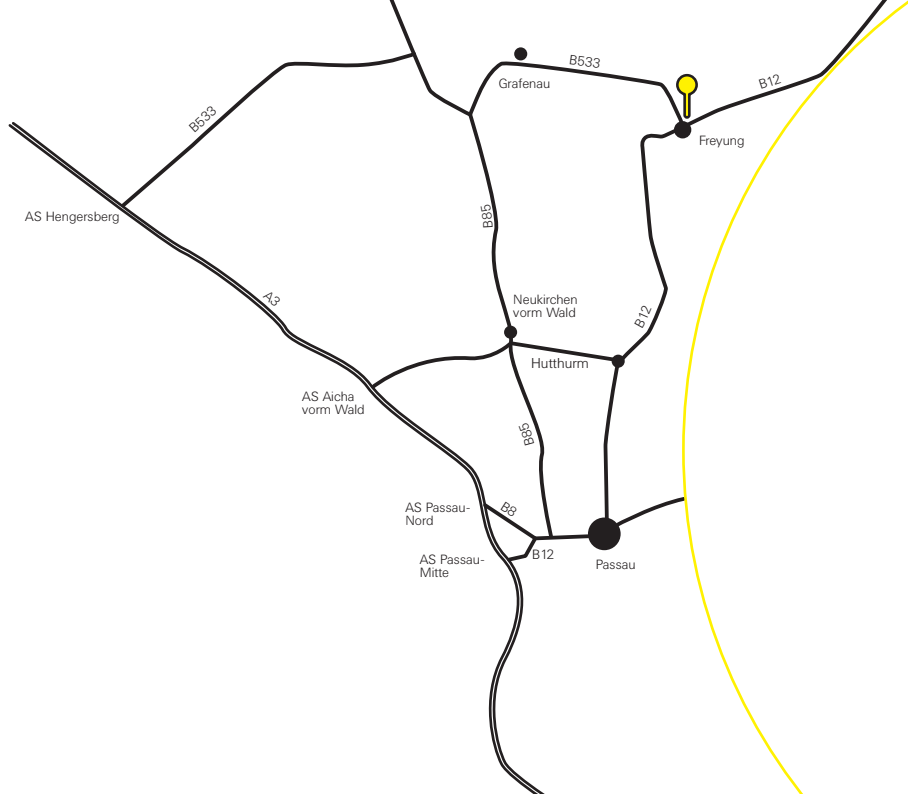 B533
Grafenau
B12
Freyung
B533
AS Hengersberg
B85
A3
Neukirchen
vorm Wald
B12
Hutthurm
AS Aicha
vorm Wald
B85
AS Passau-
Nord
B8
AS Passau-
Mitte
B12
Passau